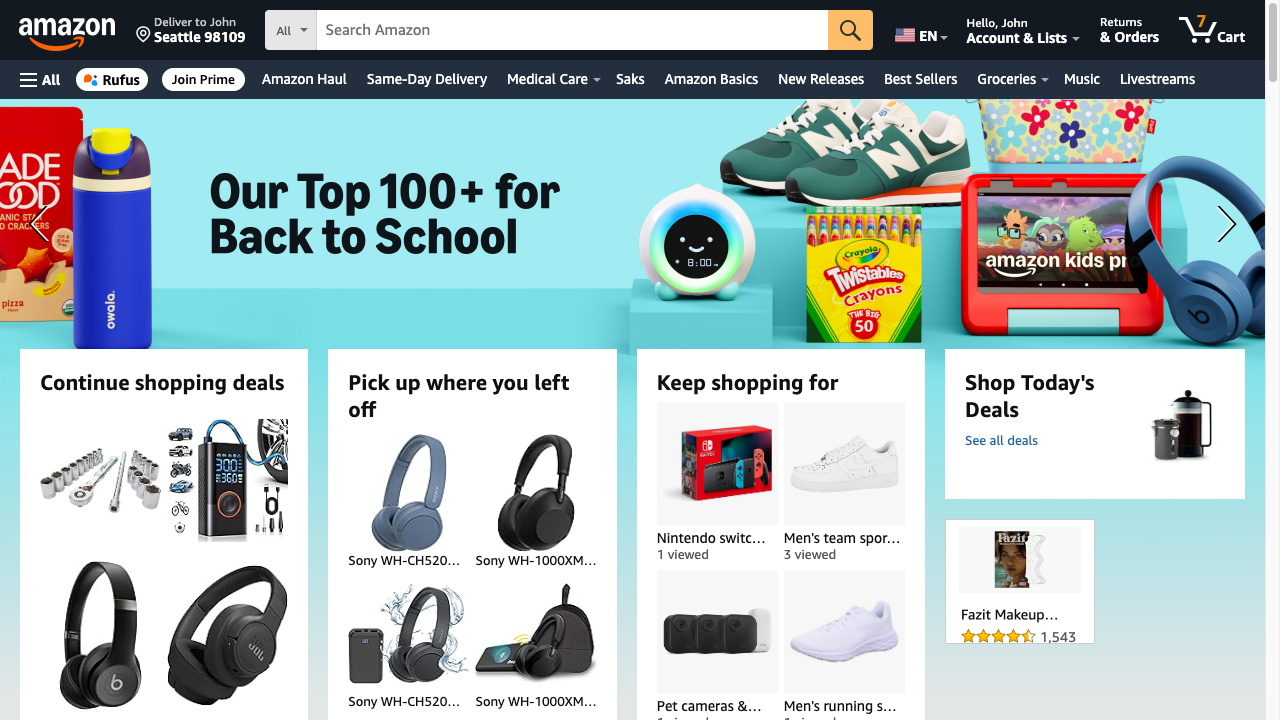 amazon
Deliver to John
Seattle 98109
All
Search Amazon
EN
Hello, John
Account & Lists
Returns
& Orders
7
Cart
All
Rufus
Join Prime
Amazon Haul
Same-Day Delivery
Medical Care
Saks
Amazon Basics
New Releases
Best Sellers
Groceries
Music
Livestreams
Our Top 100+ for
Back to School
pizza
owala.
8:00
N
N
Crayola
Twistables
Crayons
THE BIG
50
amazon kids pr
b
Continue shopping deals
30.0
36.0
b
JBL
Pick up where you left
off
Sony WH-CH520...
Sony WH-1000XM...
Sony WH-CH520...
Sony WH-1000XM...
Keep shopping for
Nintendo switc...
1 viewed
Men's team spor...
3 viewed
Pet cameras &...
Men's running s...
Shop Today's
Deals
See all deals
Fazit
Fazit Makeup...
1,543